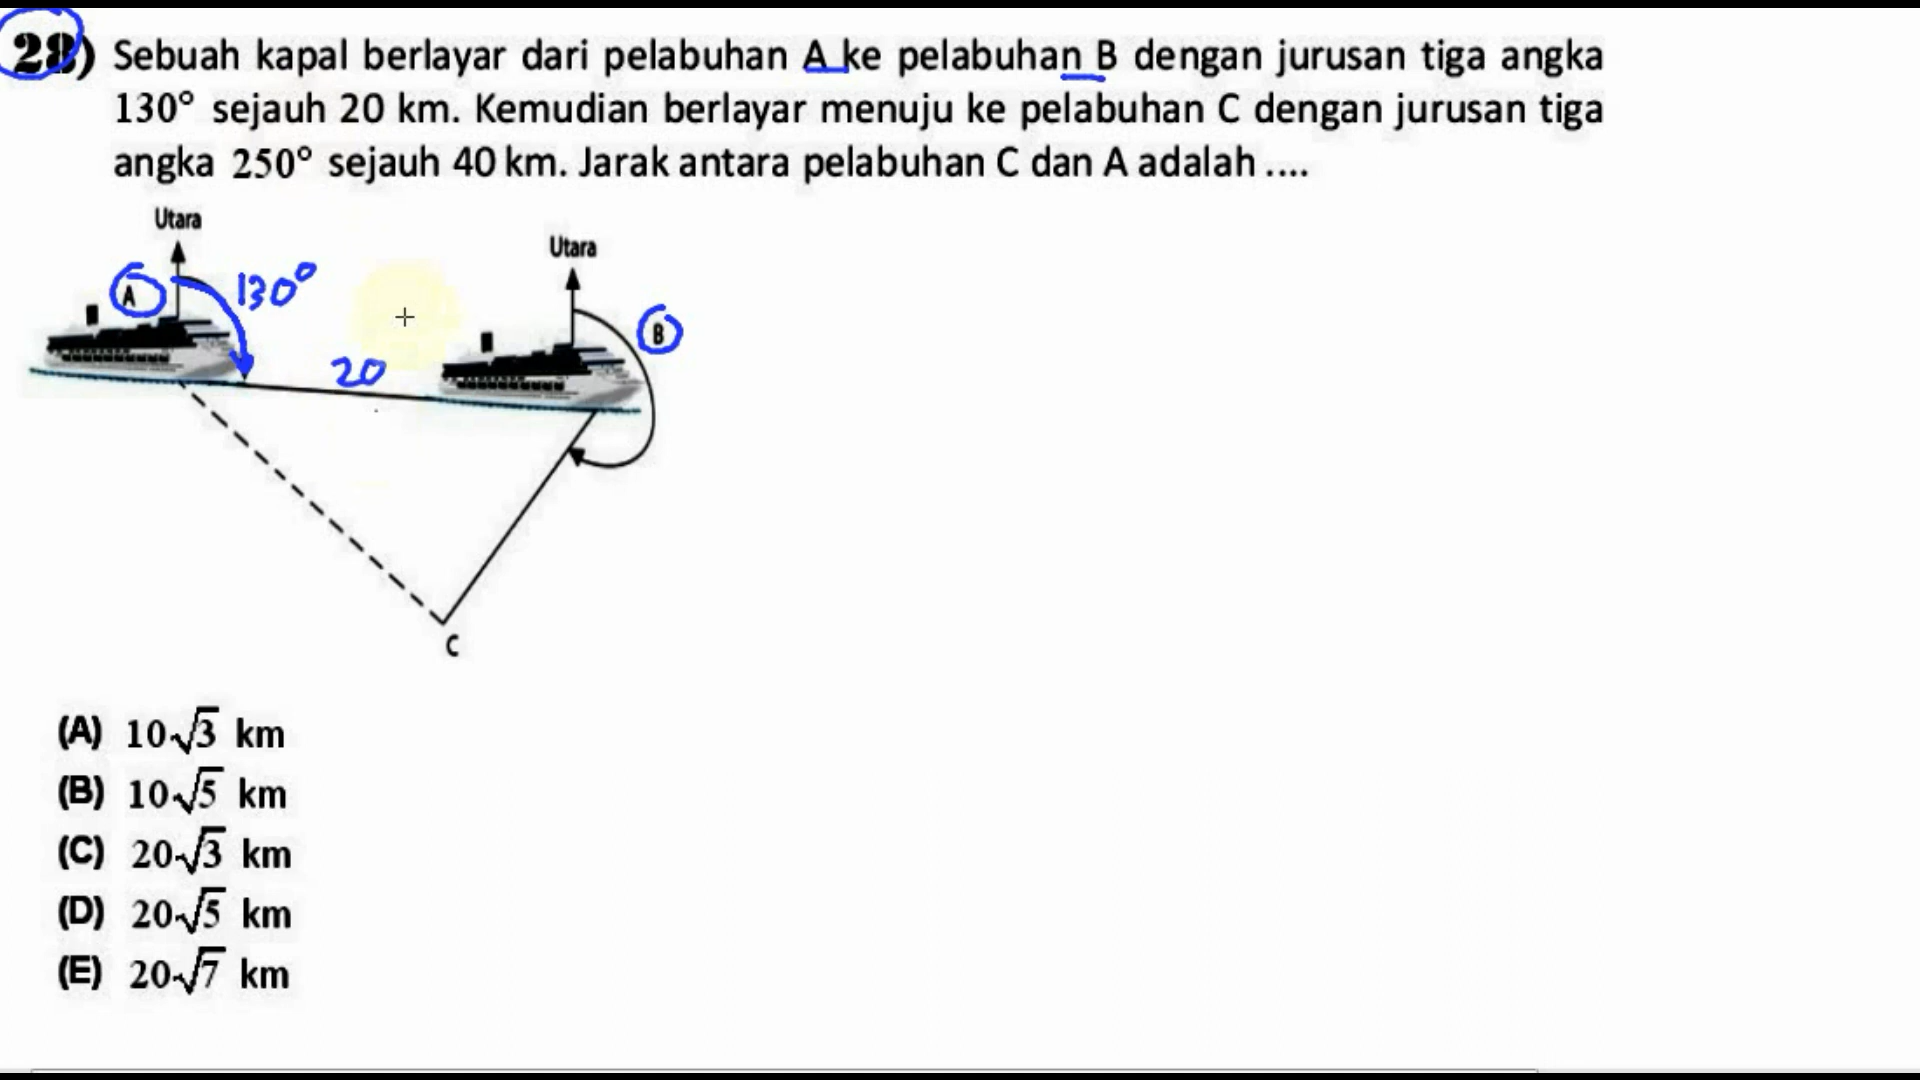 28) Sebuah kapal berlayar dari pelabuhan A ke pelabuhan B dengan jurusan tiga angka
130° sejauh 20 km. Kemudian berlayar menuju ke pelabuhan C dengan jurusan tiga
angka 250° sejauh 40 km. Jarak antara pelabuhan C dan A adalah ....
Utara
Utara
A
130°
B
20
C
(A) 10√3 km
(B) 10√5 km
(C) 20√3 km
(D) 20√5 km
(E) 20√7 km